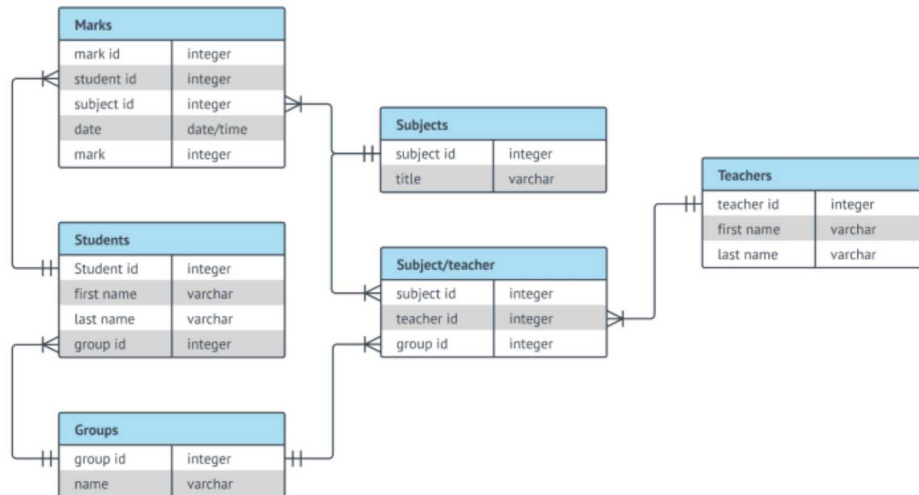 Marks
mark id integer
student id integer
subject id integer
date date/time
mark integer
Subjects
subject id integer
title varchar
Teachers
teacher id integer
first name varchar
last name varchar
Students
Student id integer
first name varchar
last name varchar
group id integer
Subject/teacher
subject id integer
teacher id integer
group id integer
Groups
group id integer
name varchar